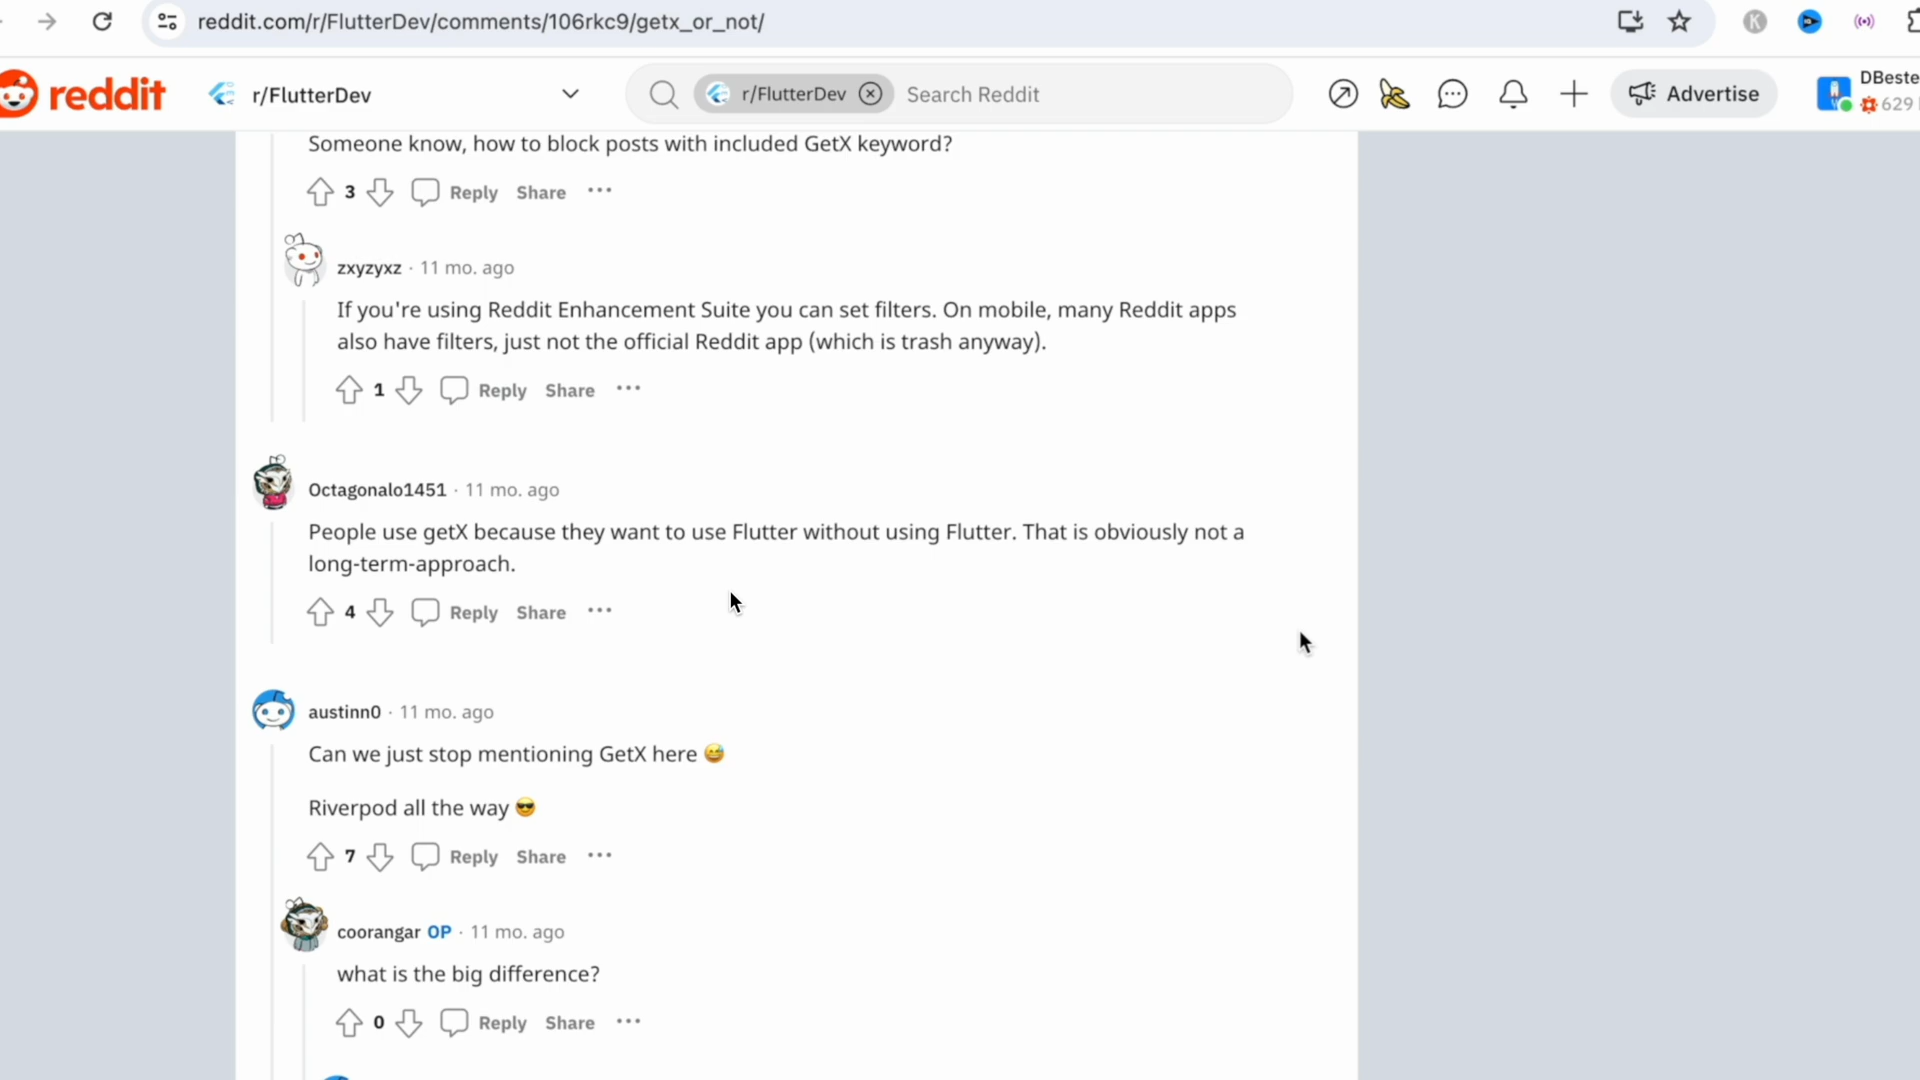 reddit.com/r/FlutterDev/comments/106rkc9/getx_or_not/
K
reddit
r/FlutterDev
r/FlutterDev
Search Reddit
Advertise
DBeste
629
Someone know, how to block posts with included GetX keyword?
3 Reply Share ···
zxyzyxz · 11 mo. ago
If you're using Reddit Enhancement Suite you can set filters. On mobile, many Reddit apps
also have filters, just not the official Reddit app (which is trash anyway).
1 Reply Share ···
Octagonalo1451 · 11 mo. ago
People use getX because they want to use Flutter without using Flutter. That is obviously not a
long-term-approach.
4 Reply Share ···
austinn0 · 11 mo. ago
Can we just stop mentioning GetX here 😅
Riverpod all the way 😎
7 Reply Share ···
coorangar OP · 11 mo. ago
what is the big difference?
0 Reply Share ···